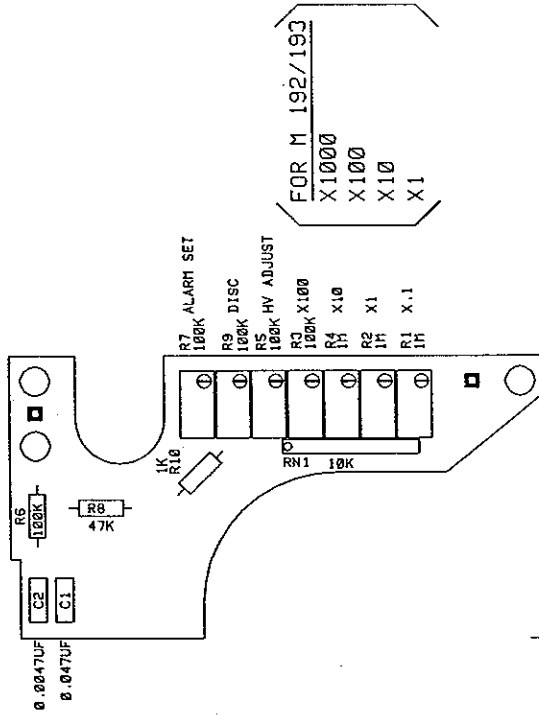 FOR M 192/193
X1000
X100
X10
X1
R7 ALARM SET
100K
R9 DISC
100K
R5 HV ADJUST
100K
R3 X100
100K
R4 X10
1M
R2 X1
1M
R1 X.1
1M
1K
R10
RN1 10K
R6
100K
R8
47K
C2
C1
0.0047UF
0.047UF